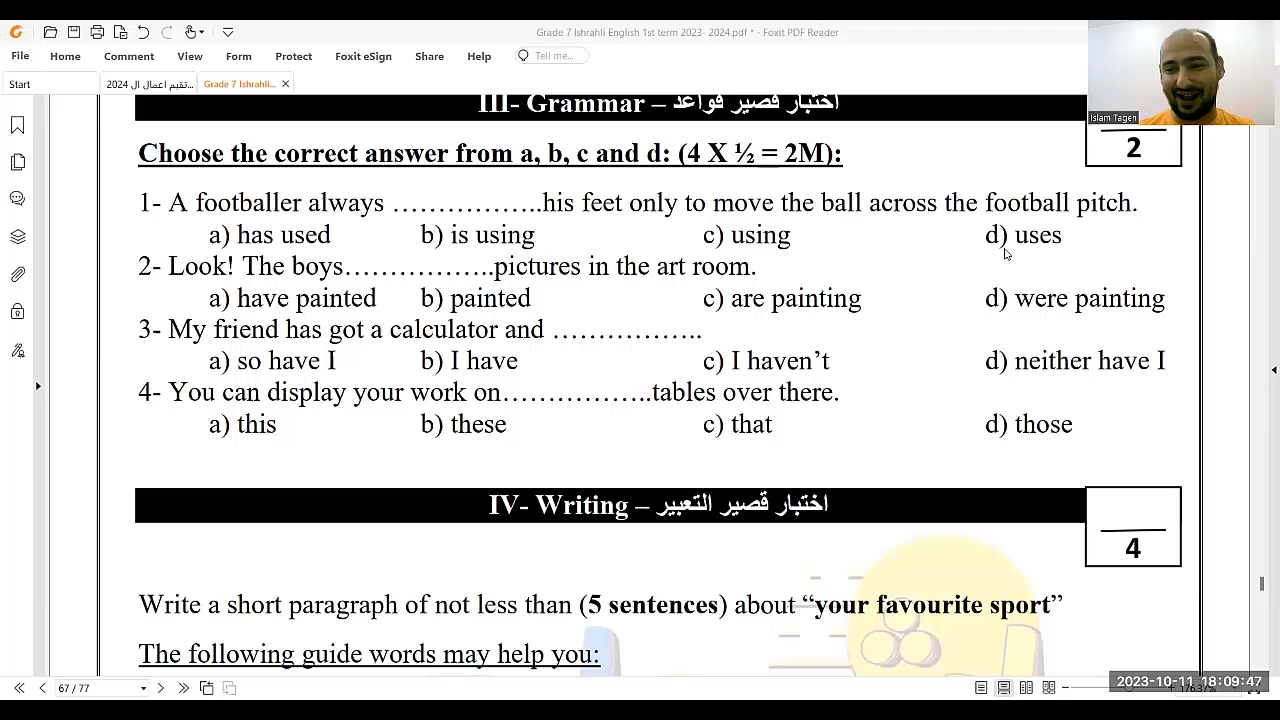 Grade 7 Ishrahli English 1st term 2023- 2024.pdf * - Foxit PDF Reader
File Home Comment View Form Protect Foxit eSign Share Help Tell me...
Start تقيم اعمال ال 2024... Grade 7 Ishrahli...
Islam Tagen
III- Grammar – اختبار قصير قواعد
2
Choose the correct answer from a, b, c and d: (4 X ½ = 2M):
1- A footballer always ……………..his feet only to move the ball across the football pitch.
a) has used b) is using c) using d) uses
2- Look! The boys……………..pictures in the art room.
a) have painted b) painted c) are painting d) were painting
3- My friend has got a calculator and ……………..
a) so have I b) I have c) I haven’t d) neither have I
4- You can display your work on……………..tables over there.
a) this b) these c) that d) those
IV- Writing – اختبار قصير التعبير
4
Write a short paragraph of not less than (5 sentences) about “your favourite sport”
The following guide words may help you:
67 / 77
2023-10-11 18:09:47